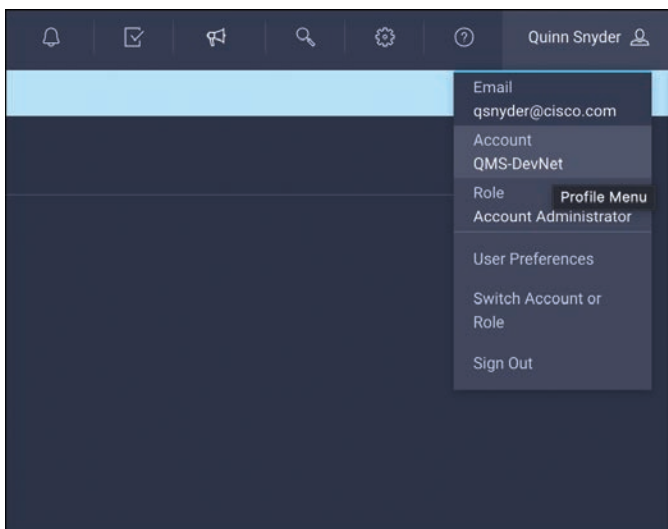 Quinn Snyder
Email
qsnyder@cisco.com
Account
QMS-DevNet
Role
Profile Menu
Account Administrator
User Preferences
Switch Account or
Role
Sign Out